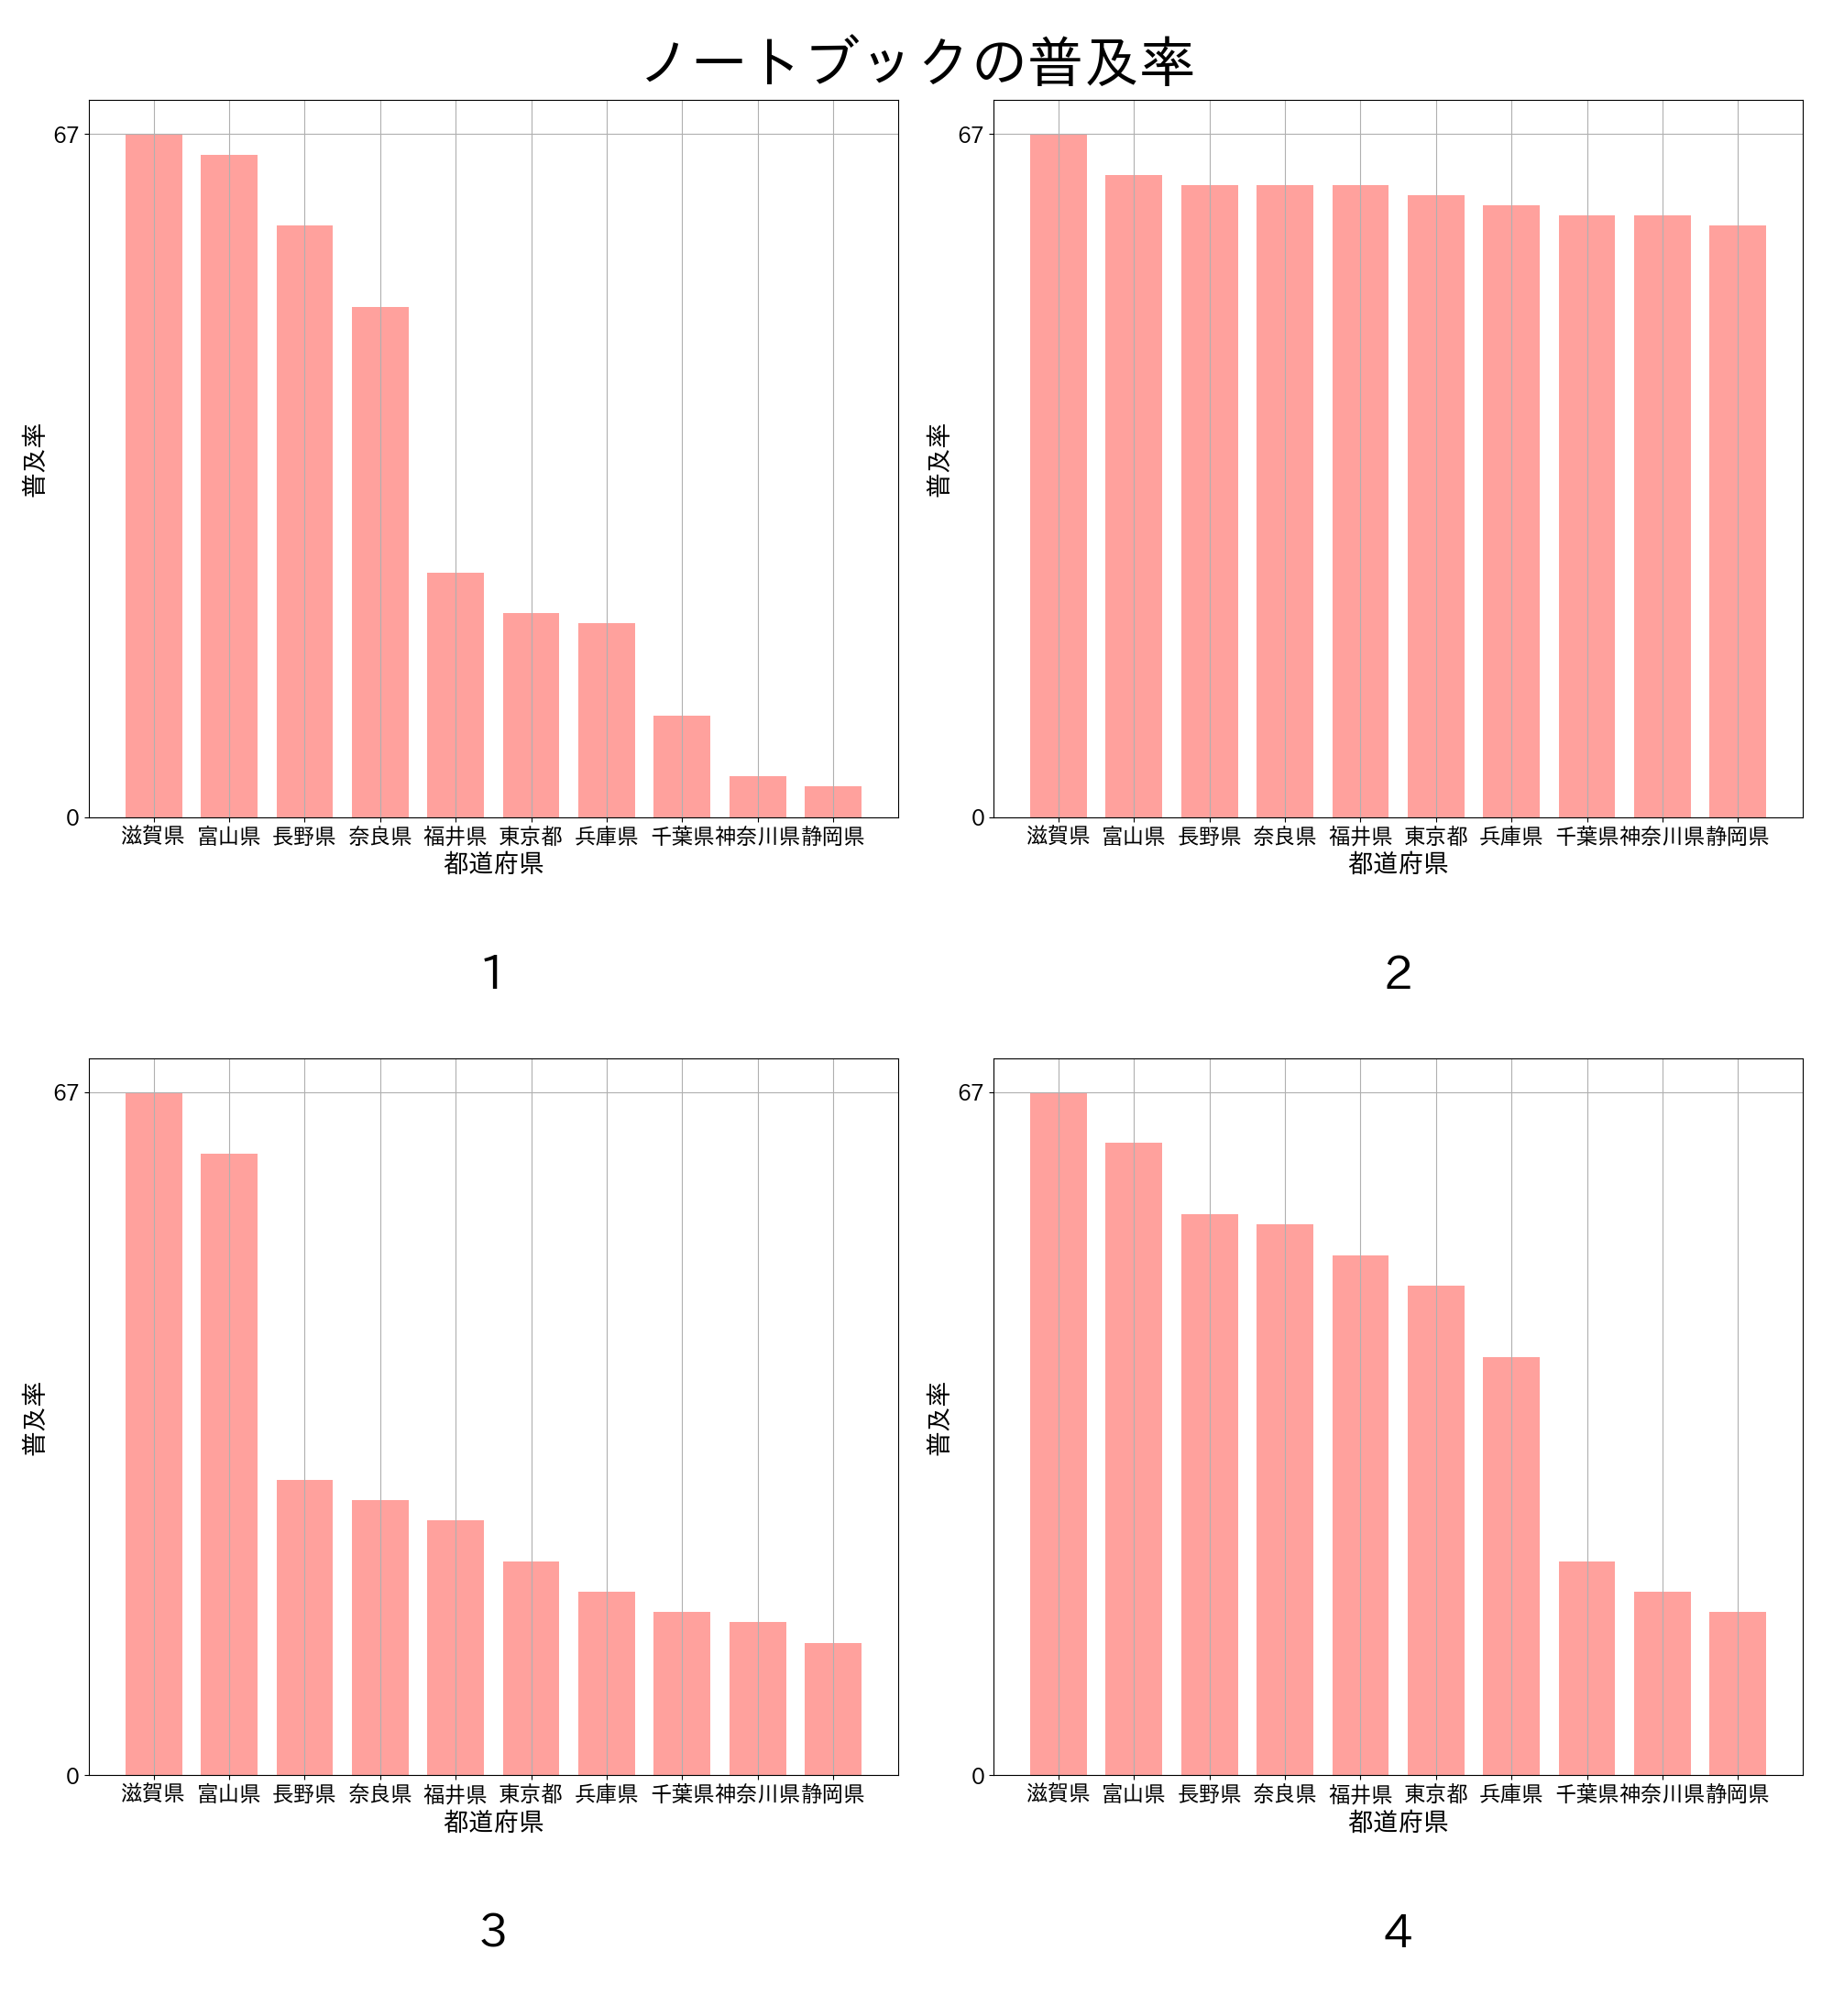 ノートブックの普及率
67
0
普及率
滋賀県 富山県 長野県 奈良県 福井県 東京都 兵庫県 千葉県 神奈川県 静岡県
都道府県
1
67
0
普及率
滋賀県 富山県 長野県 奈良県 福井県 東京都 兵庫県 千葉県 神奈川県 静岡県
都道府県
2
67
0
普及率
滋賀県 富山県 長野県 奈良県 福井県 東京都 兵庫県 千葉県 神奈川県 静岡県
都道府県
3
67
0
普及率
滋賀県 富山県 長野県 奈良県 福井県 東京都 兵庫県 千葉県 神奈川県 静岡県
都道府県
4